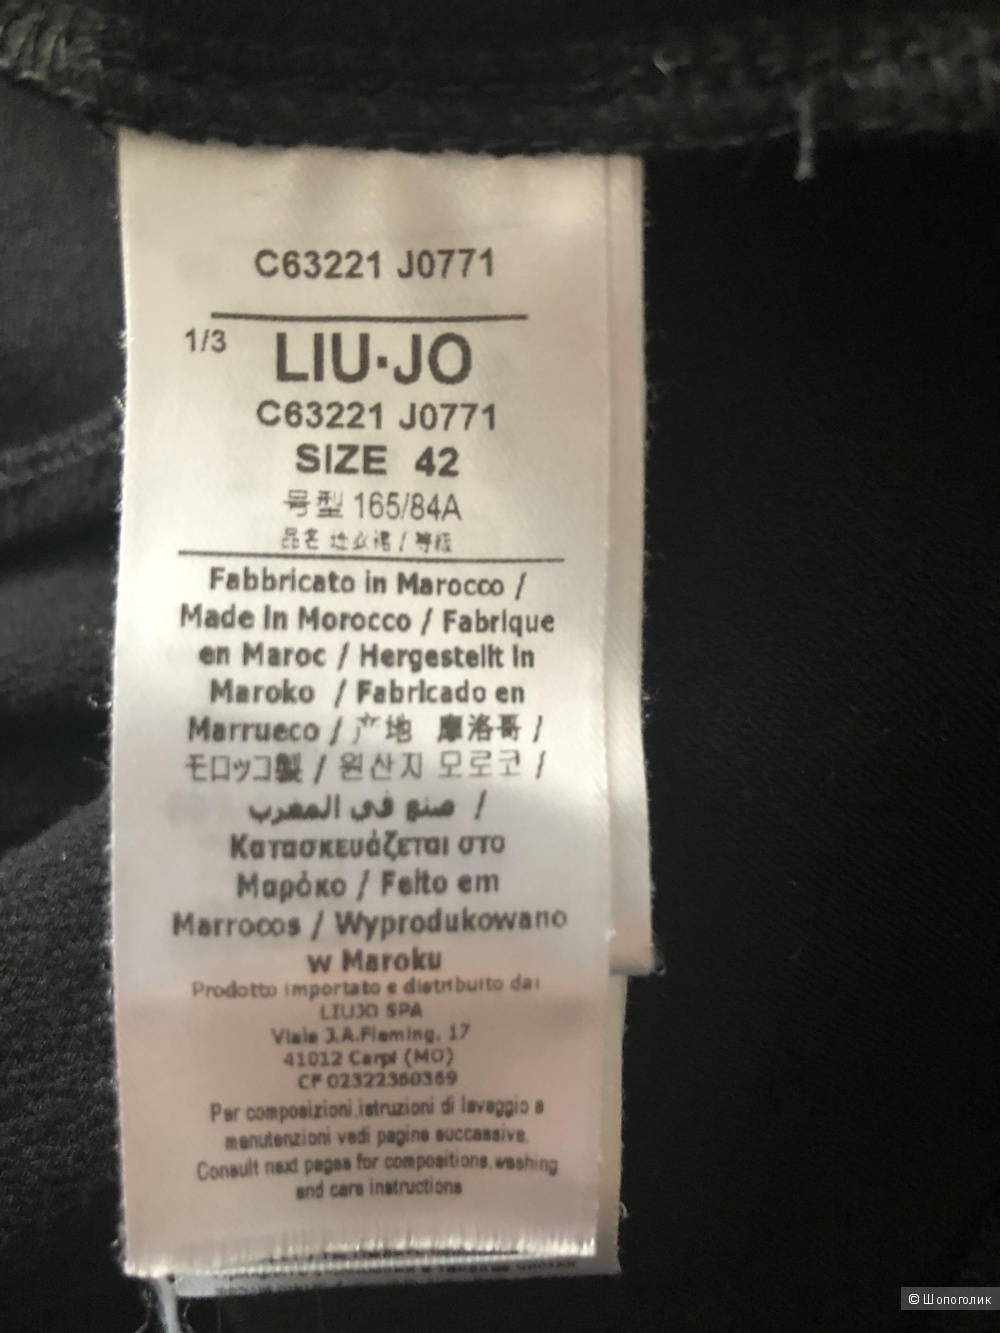 C63221 J0771
1/3 LIU·JO
C63221 J0771
SIZE 42
号型 165/84A
品名 / 等级
Fabbricato in Marocco /
Made in Morocco / Fabrique
en Maroc / Hergestellt in
Maroko / Fabricado en
Marrueco / 产地 摩洛哥 /
モロッコ製 / 원산지 모로코 /
صنع في المغرب /
Κατασκευάζεται στο
Μαρόκο / Feito em
Marrocos / Wyprodukowano
w Maroku
Prodotto importato e distribuito dai
LIUJO SPA
Viale J.A.Fleming, 17
41012 Carpi (MO)
CF 02322360369
Per composizioni,istruzioni di lavaggio e
manutenzioni vedi pagine successive.
Consult next pages for compositions,washing
and care instructions
© Шопоголик